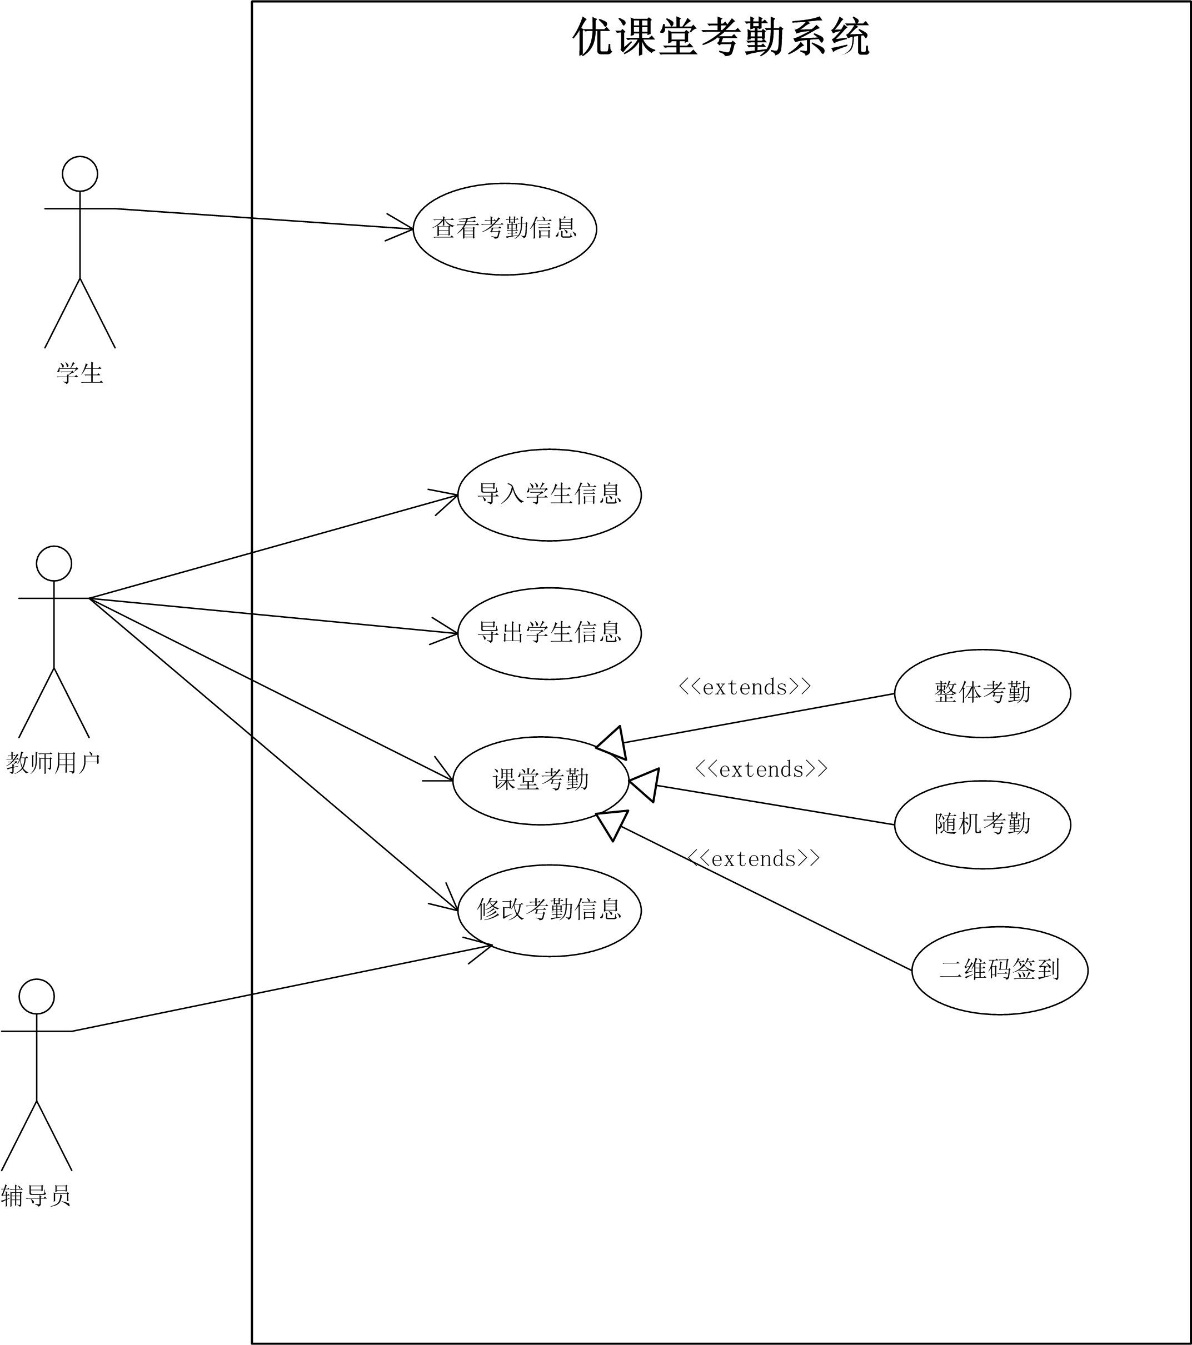 优课堂考勤系统
查看考勤信息
学生
导入学生信息
导出学生信息
<<extends>>
整体考勤
教师用户
课堂考勤
<<extends>>
随机考勤
<<extends>>
修改考勤信息
二维码签到
辅导员